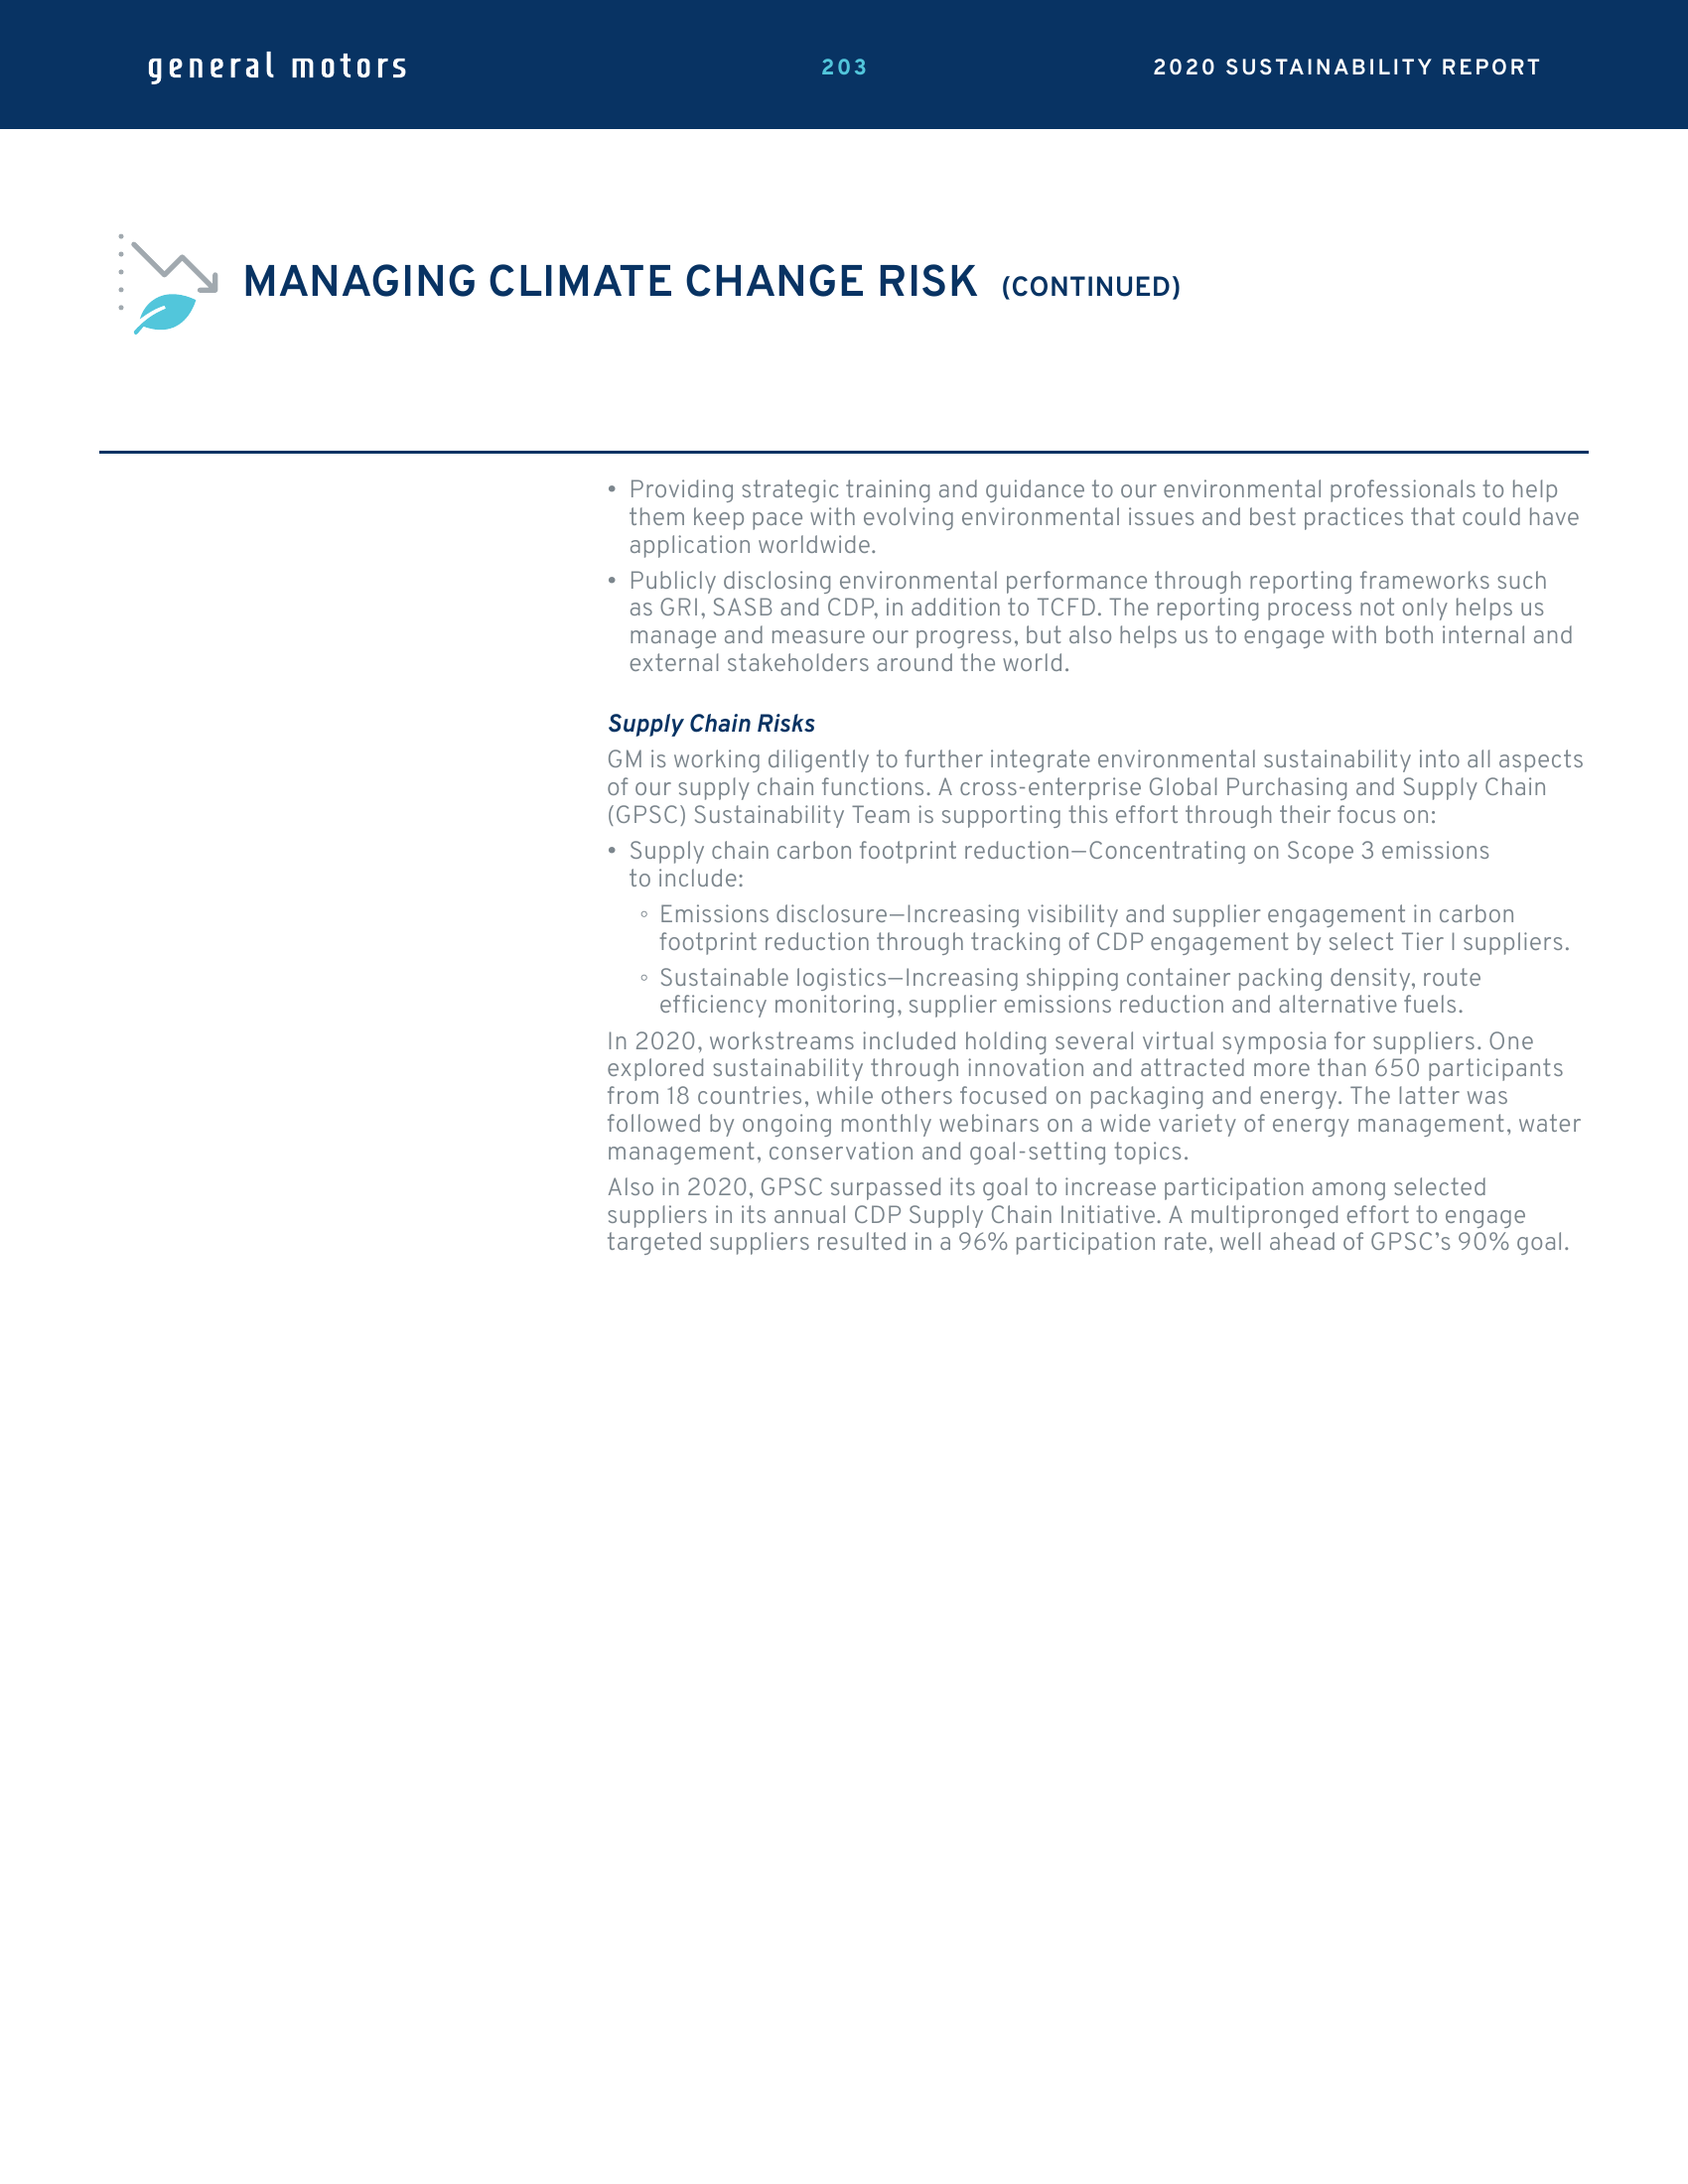 general motors
203
2020 SUSTAINABILITY REPORT
MANAGING CLIMATE CHANGE RISK (CONTINUED)
• Providing strategic training and guidance to our environmental professionals to help
them keep pace with evolving environmental issues and best practices that could have
application worldwide.
• Publicly disclosing environmental performance through reporting frameworks such
as GRI, SASB and CDP, in addition to TCFD. The reporting process not only helps us
manage and measure our progress, but also helps us to engage with both internal and
external stakeholders around the world.
Supply Chain Risks
GM is working diligently to further integrate environmental sustainability into all aspects
of our supply chain functions. A cross-enterprise Global Purchasing and Supply Chain
(GPSC) Sustainability Team is supporting this effort through their focus on:
• Supply chain carbon footprint reduction—Concentrating on Scope 3 emissions
to include:
◦ Emissions disclosure—Increasing visibility and supplier engagement in carbon
footprint reduction through tracking of CDP engagement by select Tier I suppliers.
◦ Sustainable logistics—Increasing shipping container packing density, route
efficiency monitoring, supplier emissions reduction and alternative fuels.
In 2020, workstreams included holding several virtual symposia for suppliers. One
explored sustainability through innovation and attracted more than 650 participants
from 18 countries, while others focused on packaging and energy. The latter was
followed by ongoing monthly webinars on a wide variety of energy management, water
management, conservation and goal-setting topics.
Also in 2020, GPSC surpassed its goal to increase participation among selected
suppliers in its annual CDP Supply Chain Initiative. A multipronged effort to engage
targeted suppliers resulted in a 96% participation rate, well ahead of GPSC’s 90% goal.